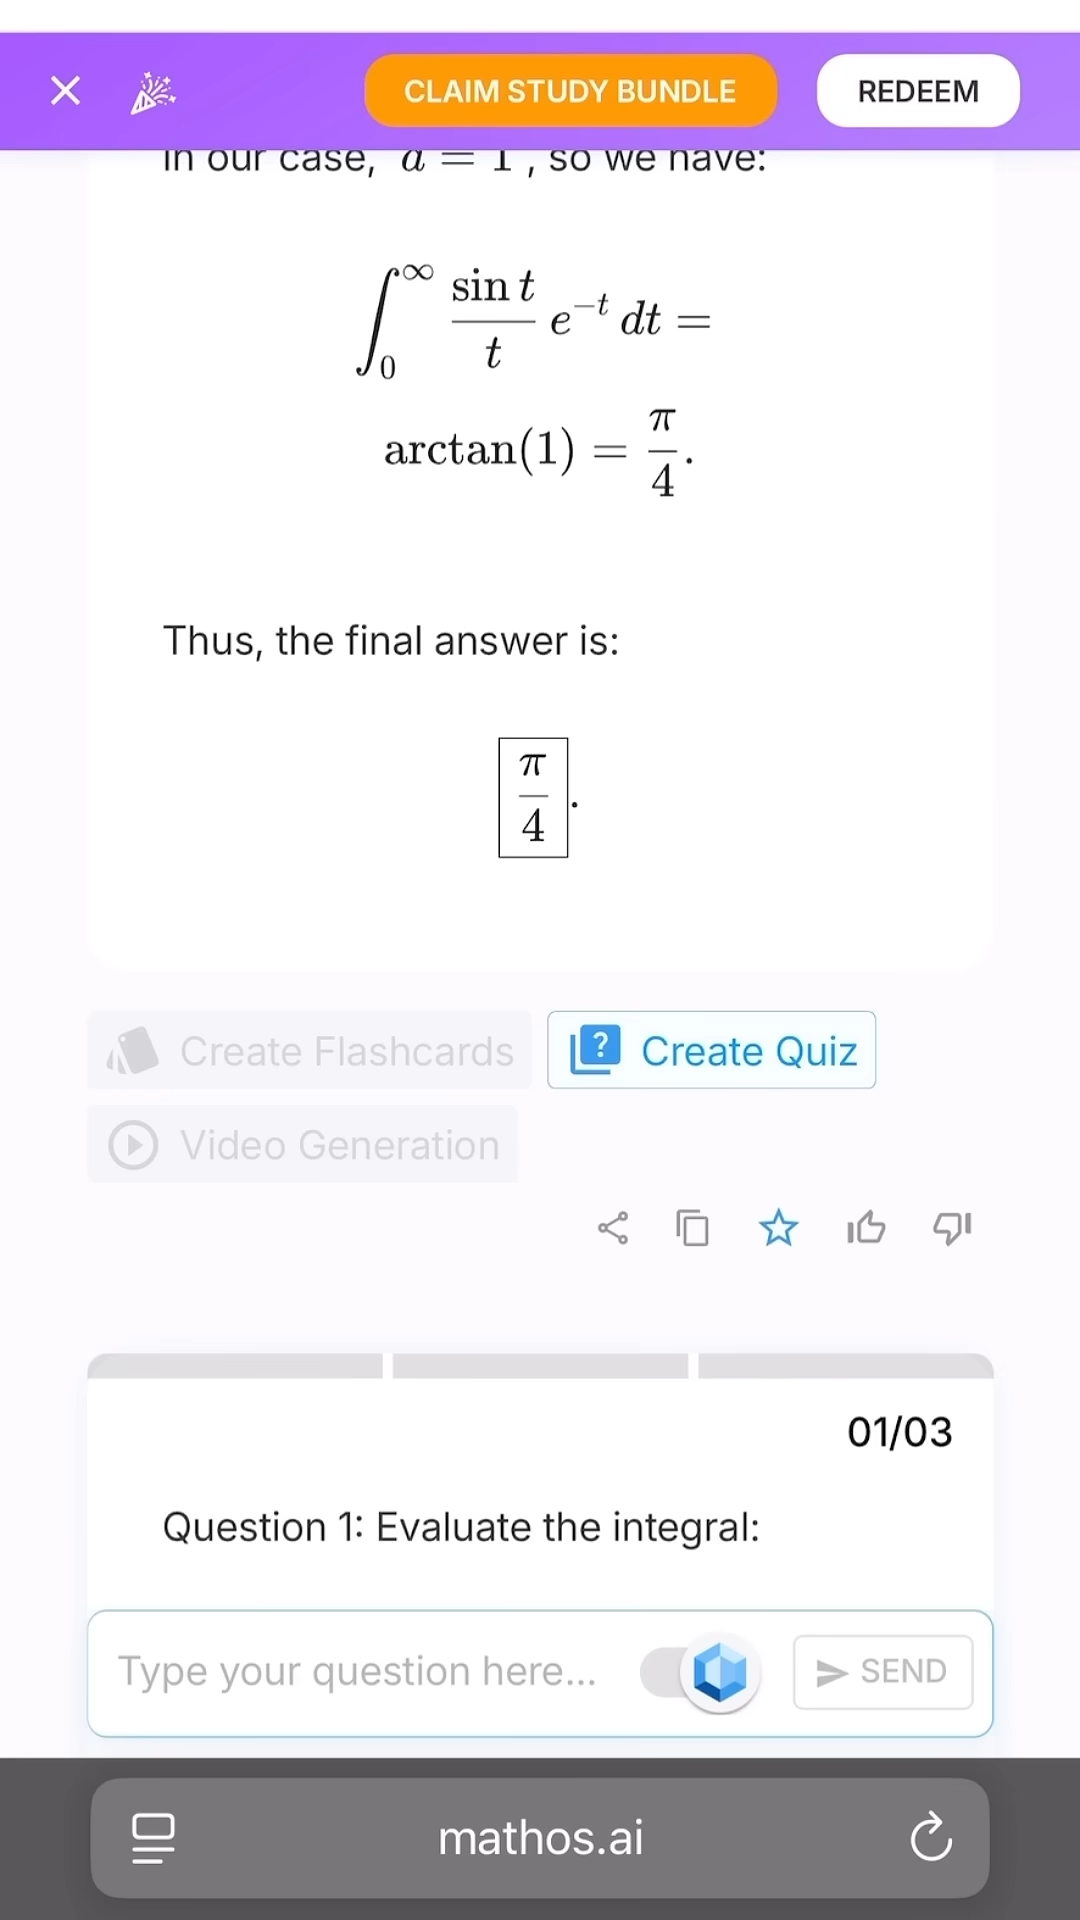 CLAIM STUDY BUNDLE
REDEEM
In our case, a = 1 , so we have:
∫₀^∞ (sin t / t) e^{−t} dt =
arctan(1) = π/4.
Thus, the final answer is:
π/4.
Create Flashcards
Create Quiz
Video Generation
01/03
Question 1: Evaluate the integral:
Type your question here...
SEND
mathos.ai